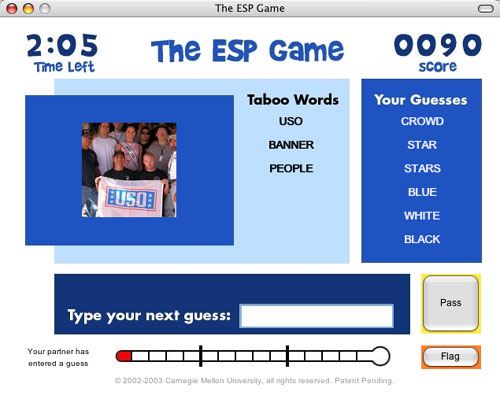 The ESP Game
2:05
Time Left
The ESP Game
0090
score
Taboo Words
USO
BANNER
PEOPLE
Your Guesses
CROWD
STAR
STARS
BLUE
WHITE
BLACK
USO
Type your next guess:
Pass
Your partner has
entered a guess
Flag
© 2002-2003 Carnegie Mellon University, all rights reserved. Patent Pending.